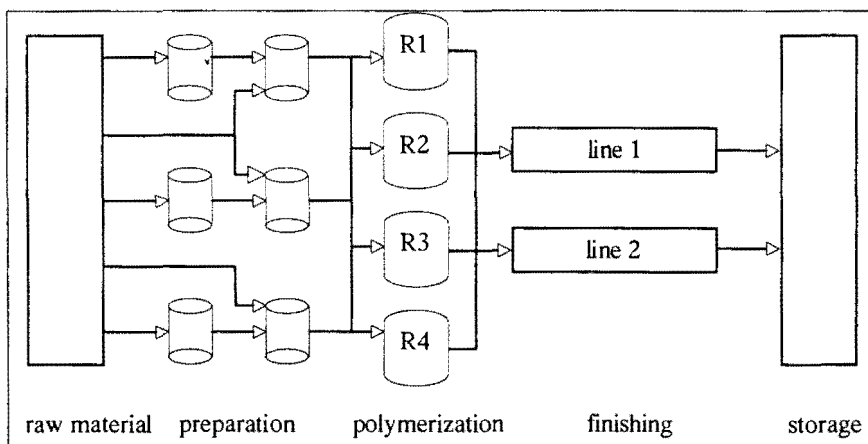 R1
R2
line 1
R3
line 2
R4
raw material preparation polymerization finishing storage